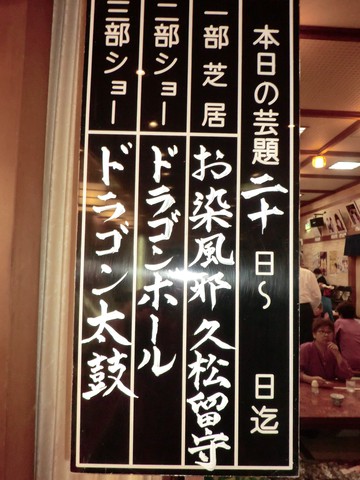 本日の芸題 二十日〜 日迄
一部芝居 お染風邪久松留守
二部ショー ドラゴンボール
三部ショー ドラゴン太鼓